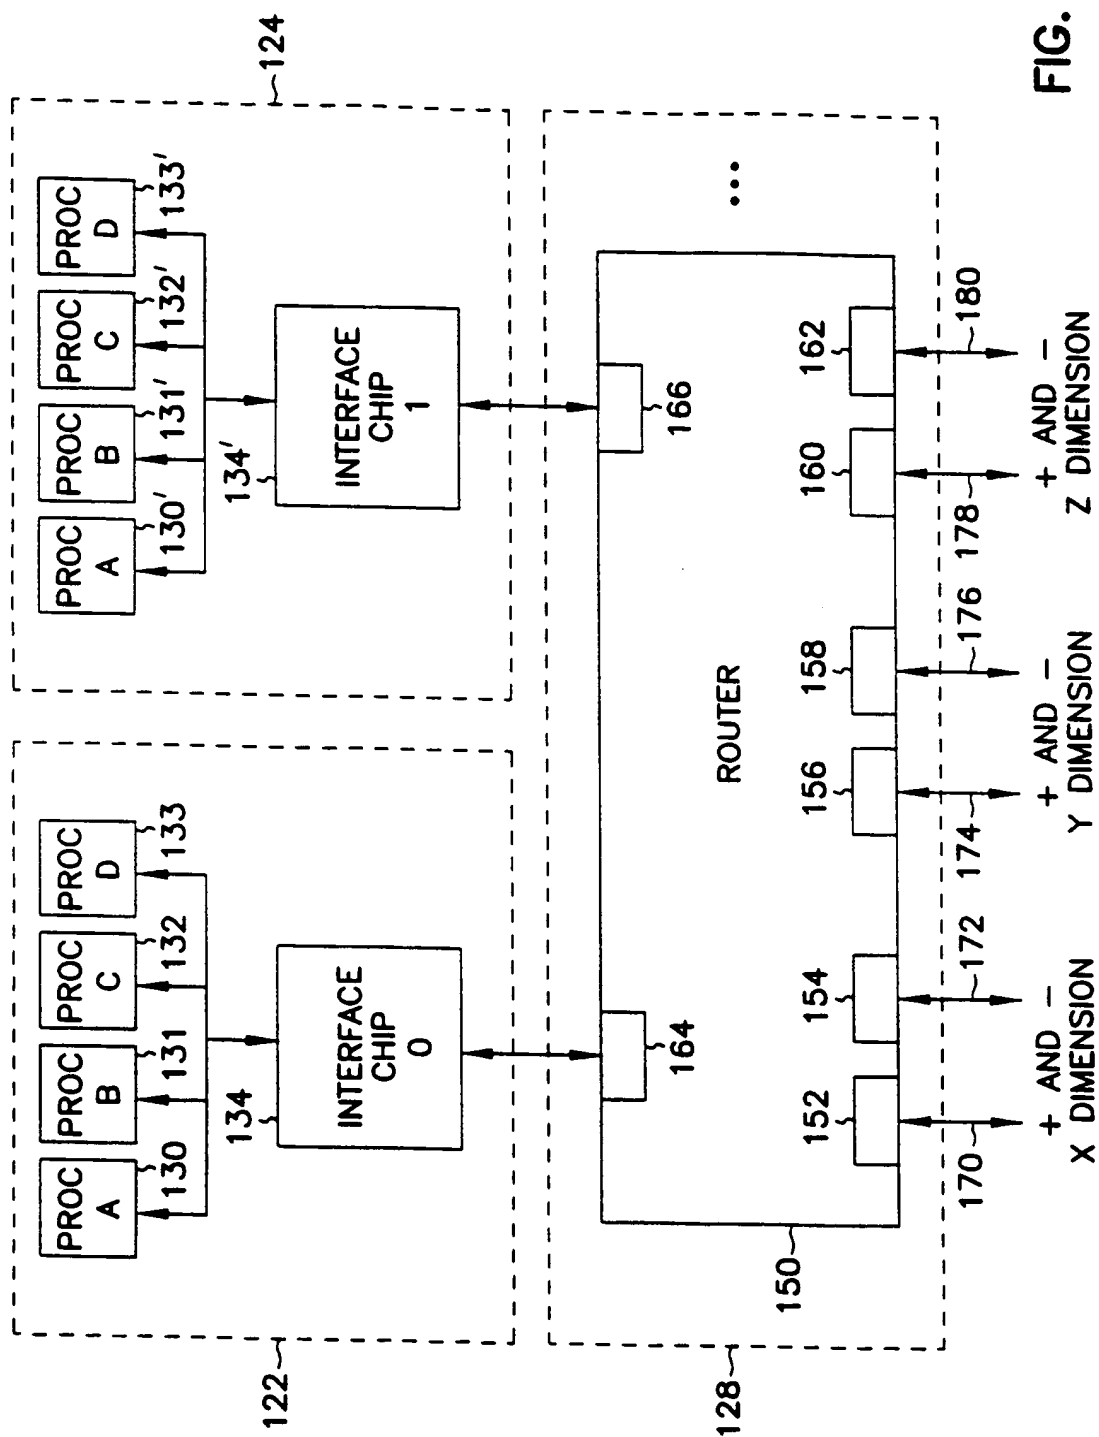 124
PROC
A
PROC
B
PROC
C
PROC
D
130
131
132
133
PROC
A
PROC
B
PROC
C
PROC
D
130'
131'
132'
133'
134
INTERFACE
CHIP
0
134'
INTERFACE
CHIP
1
122
164
166
ROUTER
...
150
152
154
156
158
160
162
128
170
172
174
176
178
180
+ AND -
X DIMENSION
+ AND -
Y DIMENSION
+ AND -
Z DIMENSION
FIG.